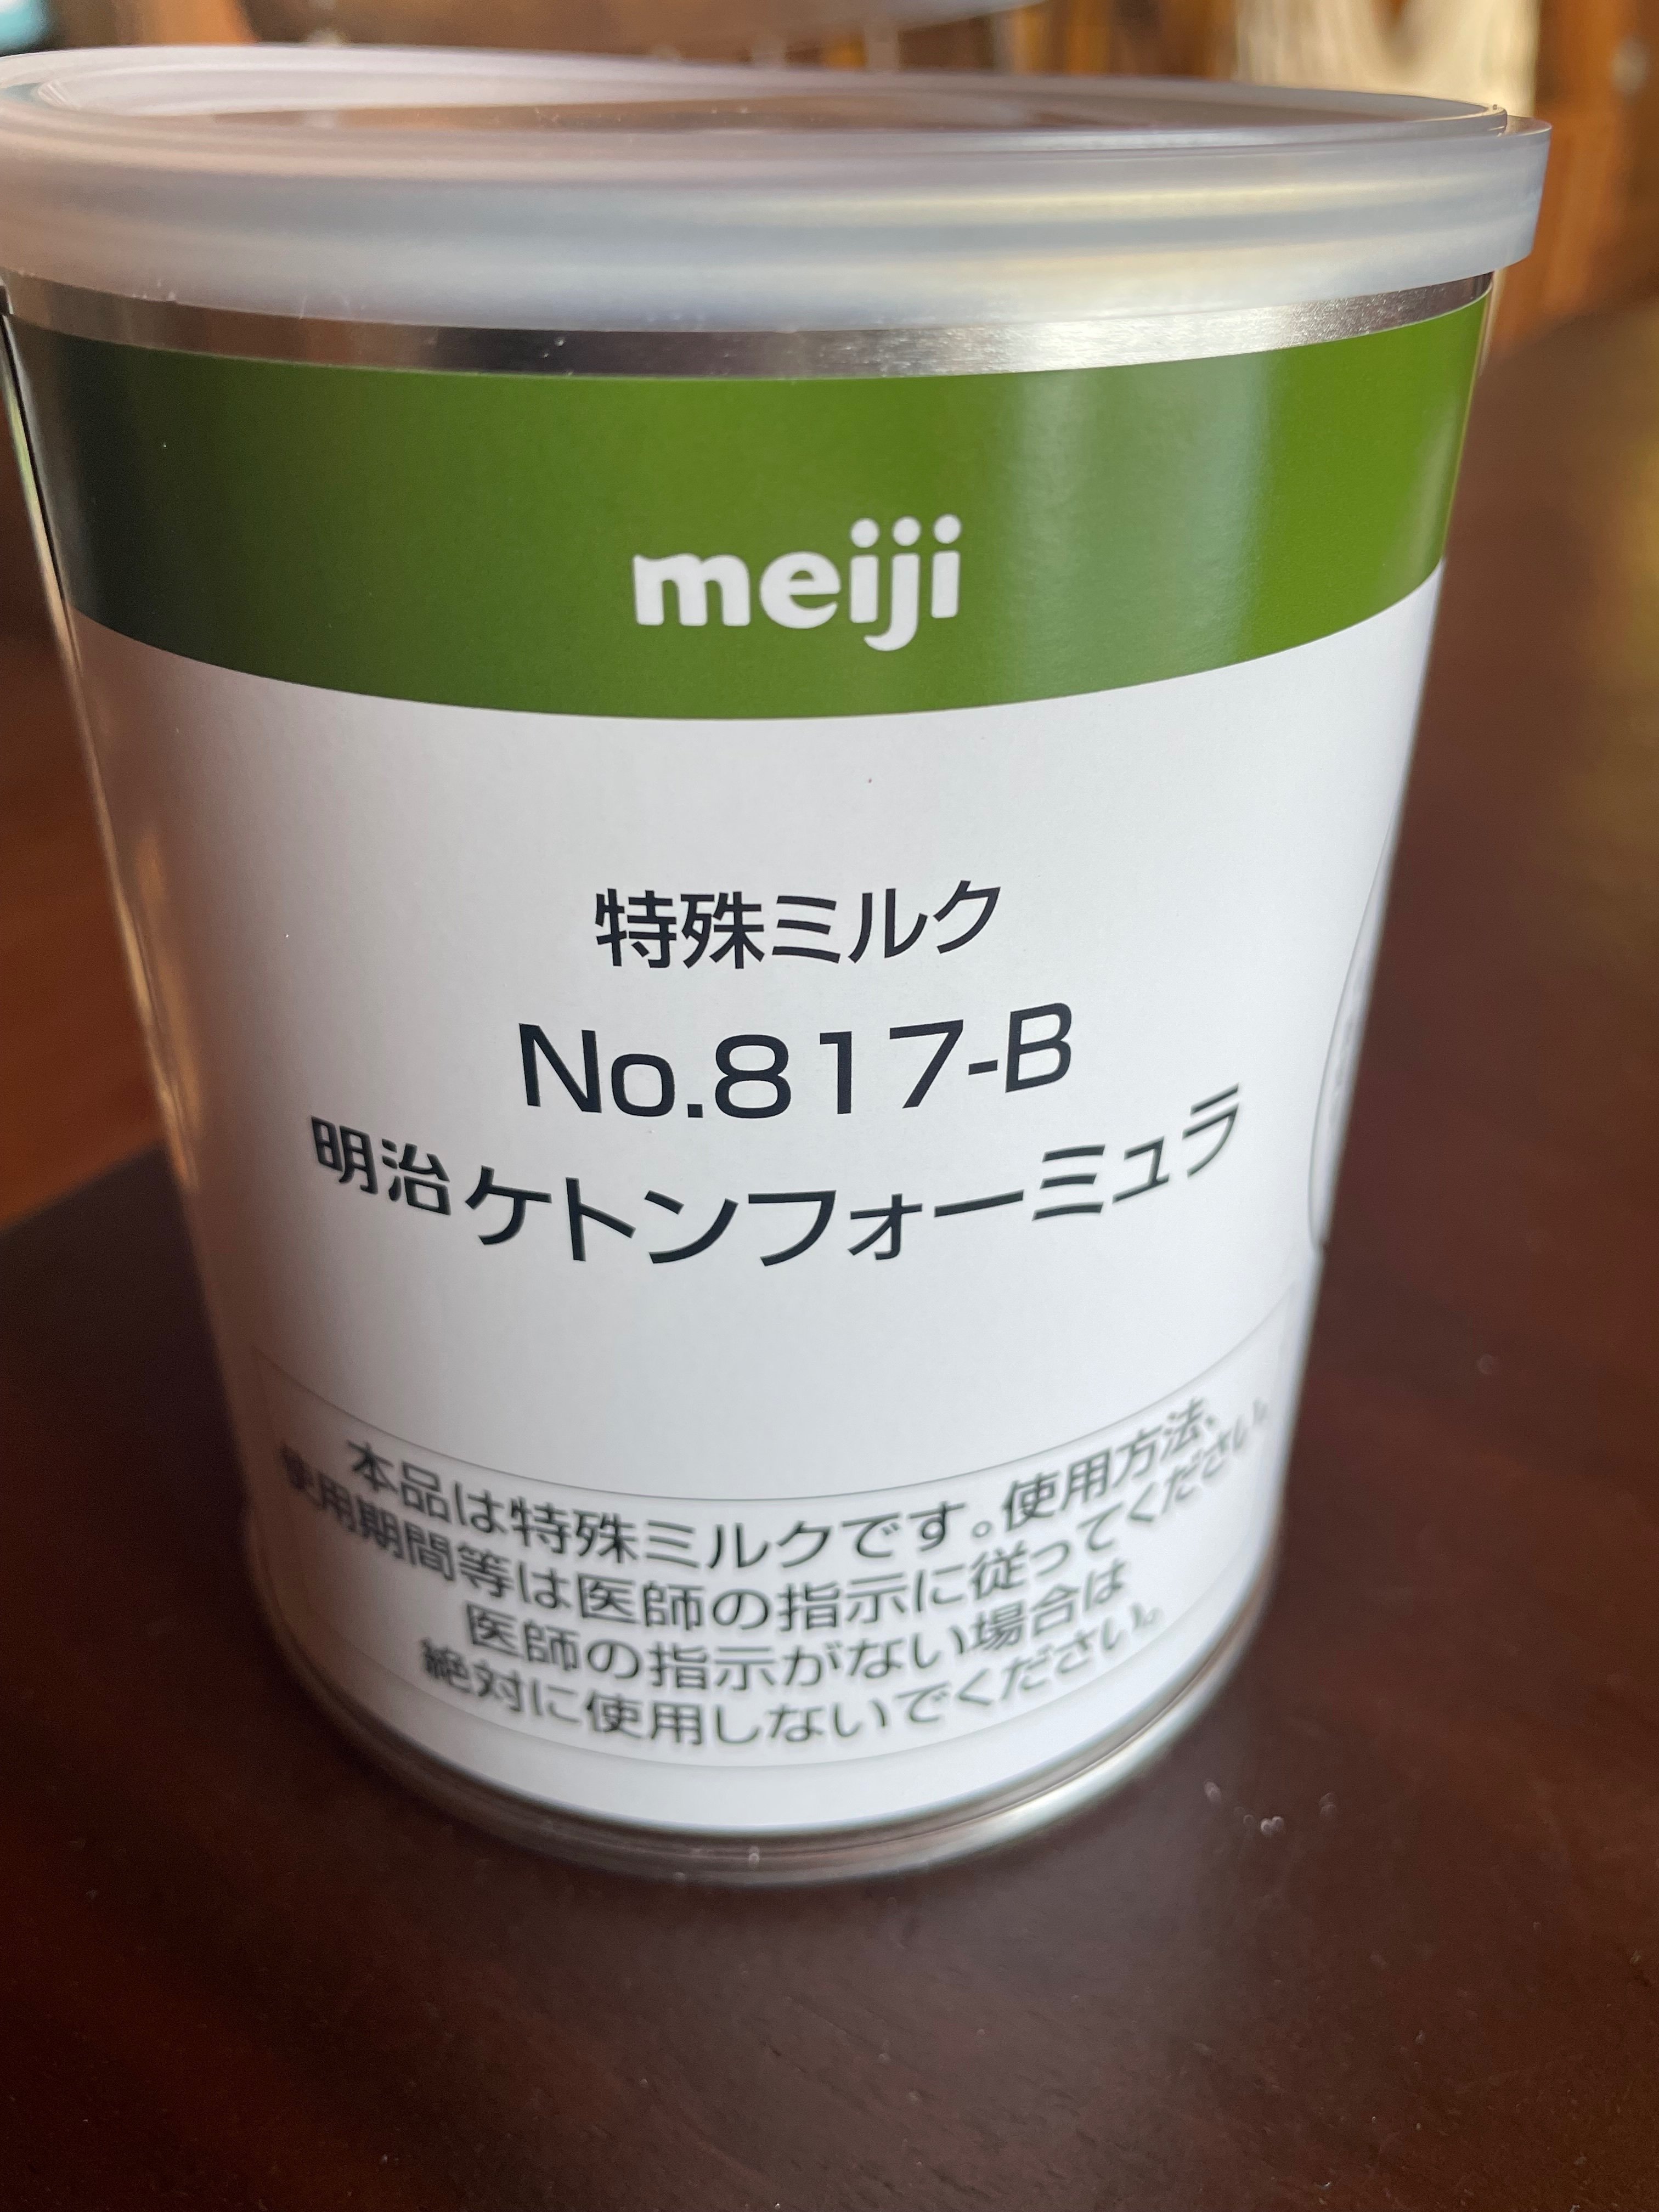 meiji
特殊ミルク
No.817-B
明治 ケトンフォーミュラ
本品は特殊ミルクです。使用方法、
使用期間等は医師の指示に従ってください。
医師の指示がない場合は
絶対に使用しないでください。